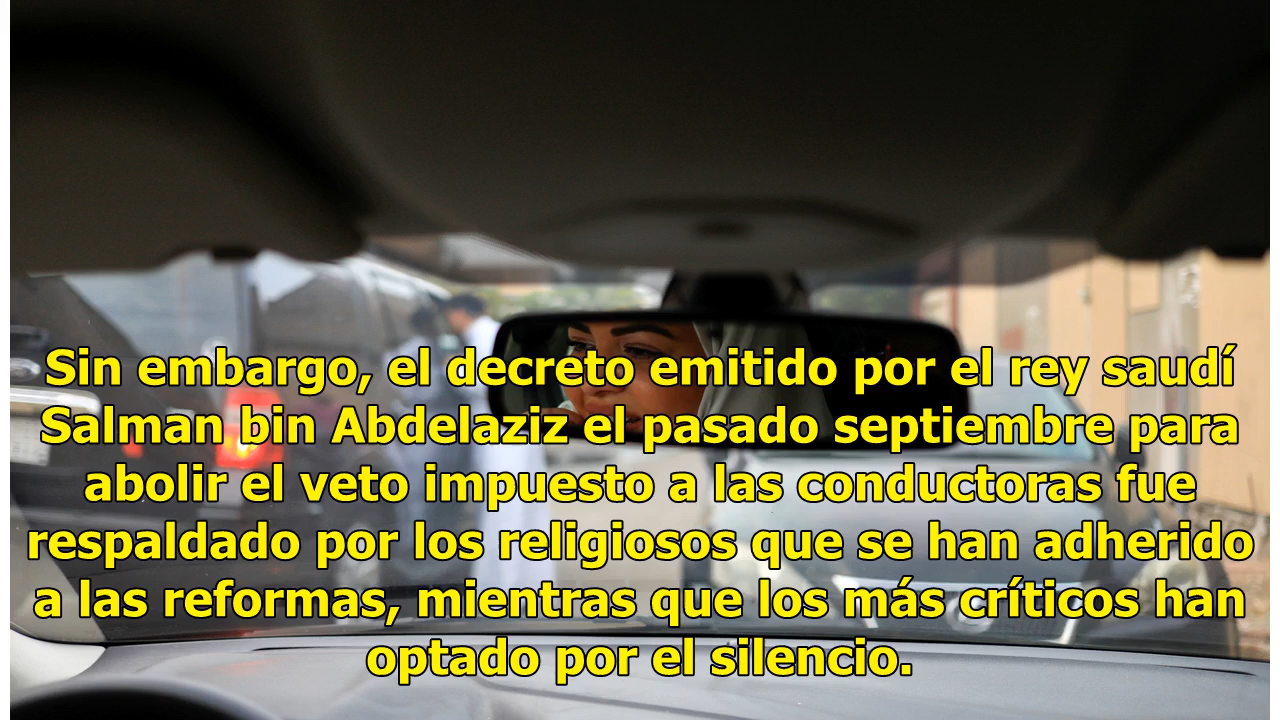 Sin embargo, el decreto emitido por el rey saudí
Salman bin Abdelaziz el pasado septiembre para
abolir el veto impuesto a las conductoras fue
respaldado por los religiosos que se han adherido
a las reformas, mientras que los más críticos han
optado por el silencio.